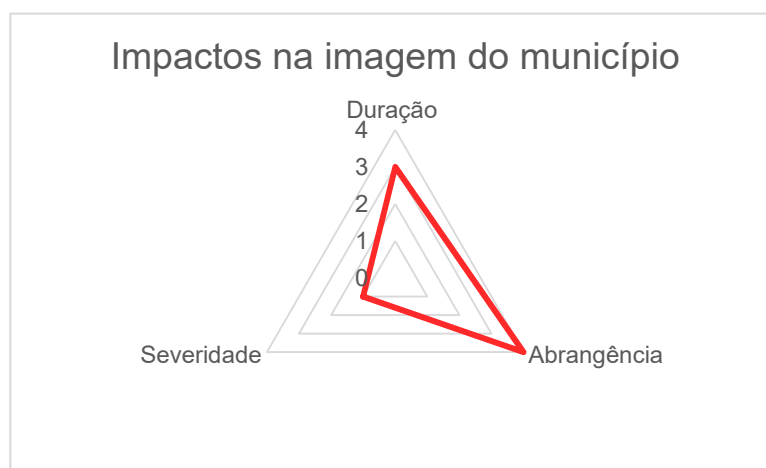 Impactos na imagem do município
Duração
4
3
2
1
0
Severidade
Abrangência